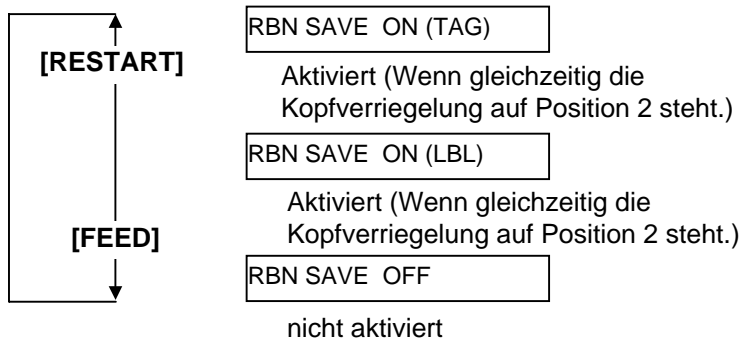 RBN SAVE ON (TAG)
[RESTART]
Aktiviert (Wenn gleichzeitig die
Kopfverriegelung auf Position 2 steht.)
RBN SAVE ON (LBL)
Aktiviert (Wenn gleichzeitig die
[FEED]
Kopfverriegelung auf Position 2 steht.)
RBN SAVE OFF
nicht aktiviert